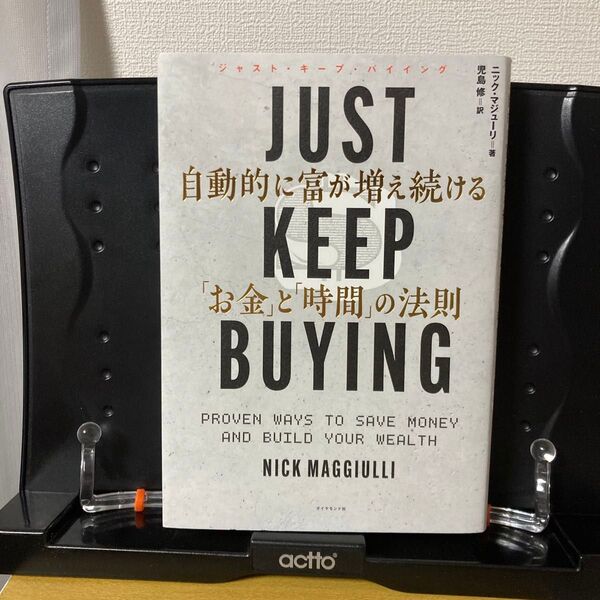 ジャスト・キープ・バイイング
ニック・マジューリ=著
児島 修=訳
JUST
自動的に富が増え続ける
KEEP
「お金」と「時間」の法則
BUYING
PROVEN WAYS TO SAVE MONEY
AND BUILD YOUR WEALTH
NICK MAGGIULLI
ダイヤモンド社
actto®